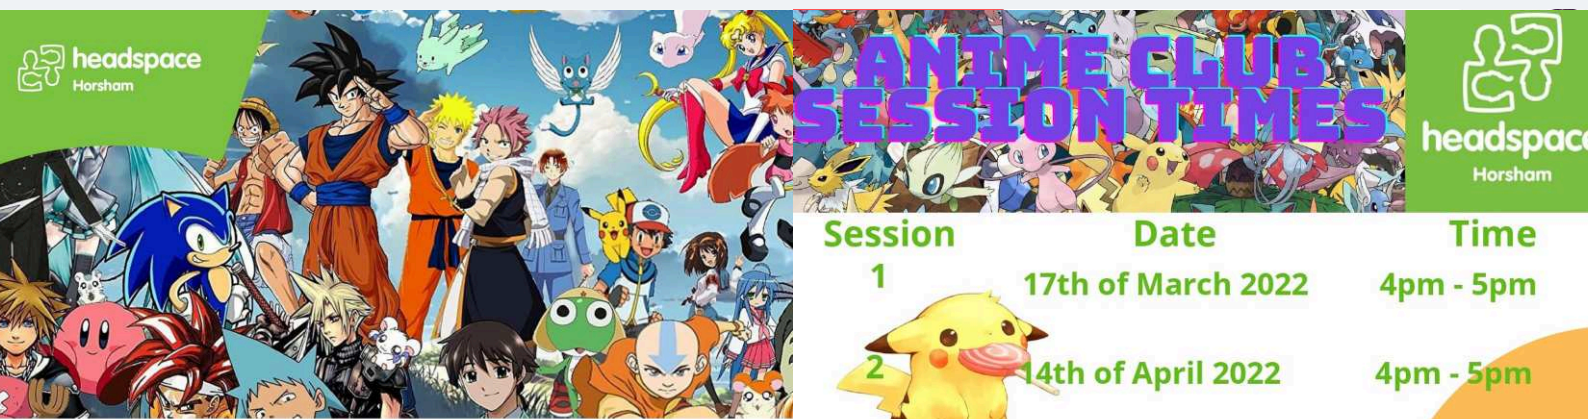 headspace
Horsham
ANIME CLUB
SESSION TIMES
headspac
Horsham
Session Date Time
1 17th of March 2022 4pm - 5pm
2 14th of April 2022 4pm - 5pm